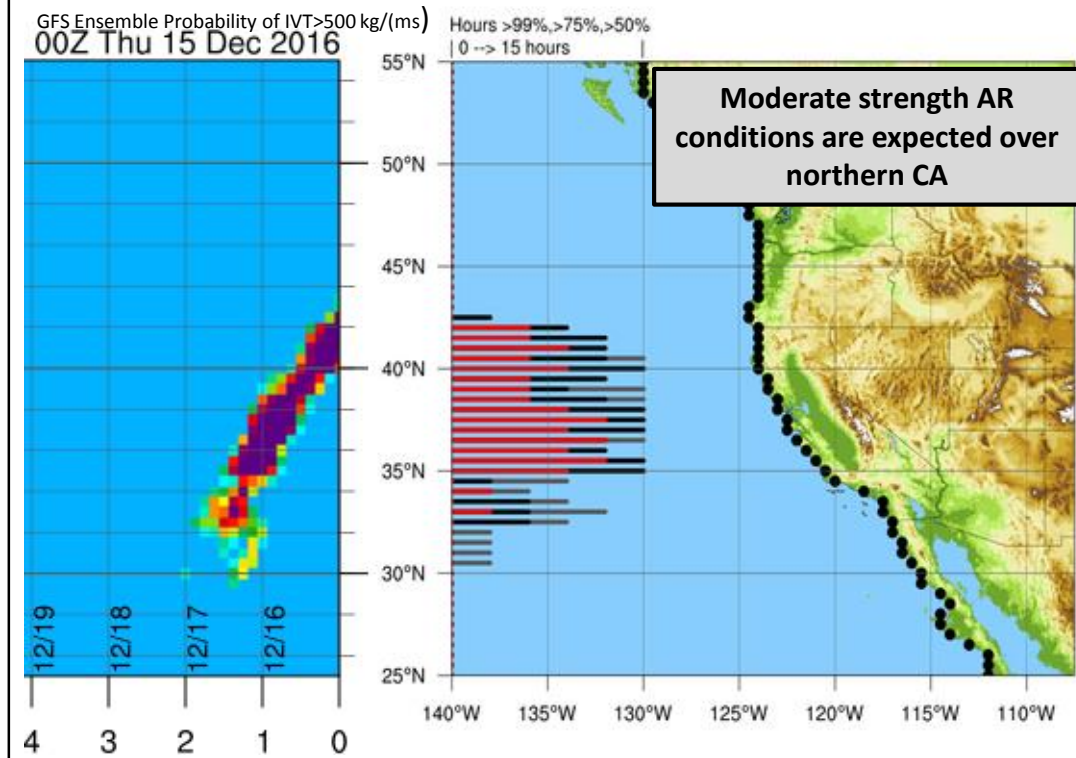 GFS Ensemble Probability of IVT>500 kg/(ms)
00Z Thu 15 Dec 2016
12/19
12/18
12/17
12/16
4 3 2 1 0
Hours >99%,>75%,>50%
0 --> 15 hours
55°N
50°N
45°N
40°N
35°N
30°N
25°N
140°W 135°W 130°W 125°W 120°W 115°W 110°W
Moderate strength AR
conditions are expected over
northern CA